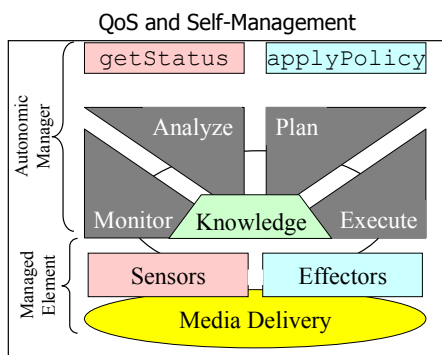 QoS and Self-Management
getStatus
applyPolicy
Autonomic
Manager
Analyze
Plan
Monitor
Knowledge
Execute
Managed
Element
Sensors
Effectors
Media Delivery